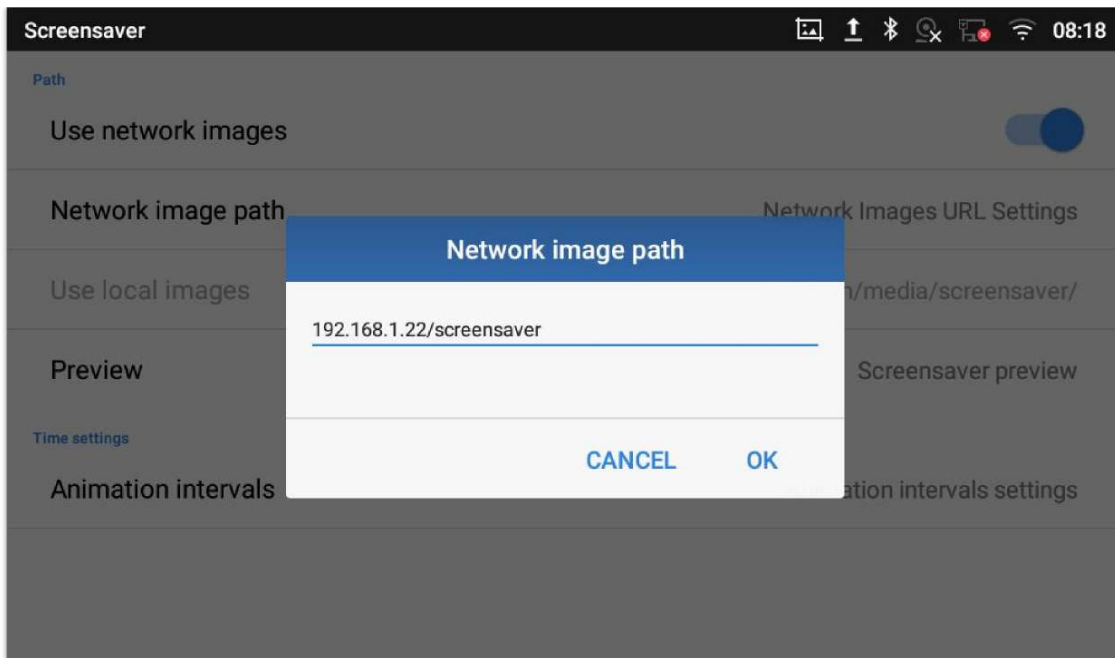 Screensaver 08:18
Path
Use network images
Network image path Network Images URL Settings
Network image path
Use local images n/media/screensaver/
192.168.1.22/screensaver
Preview Screensaver preview
Time settings
CANCEL OK
Animation intervals ation intervals settings